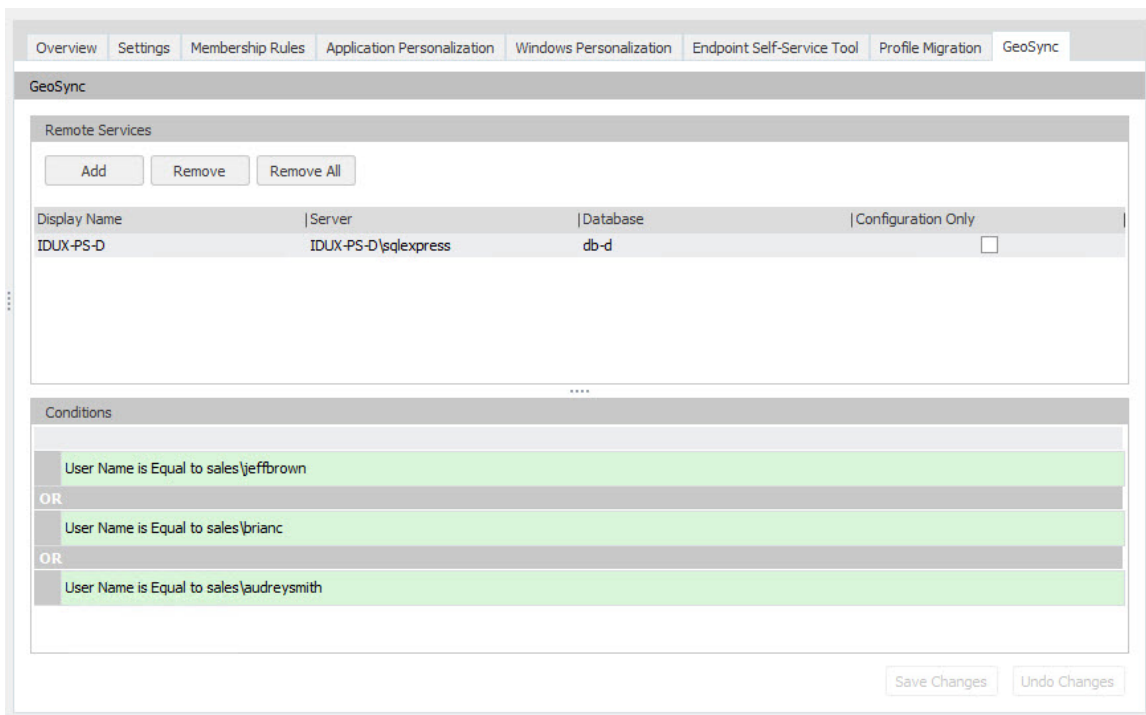 Overview Settings Membership Rules Application Personalization Windows Personalization Endpoint Self-Service Tool Profile Migration GeoSync
GeoSync
Remote Services
Add Remove Remove All
Display Name |Server |Database |Configuration Only |
IDUX-PS-D IDUX-PS-D\sqlexpress db-d
Conditions
User Name is Equal to sales\jeffbrown
OR
User Name is Equal to sales\brianc
OR
User Name is Equal to sales\audreysmith
Save Changes Undo Changes